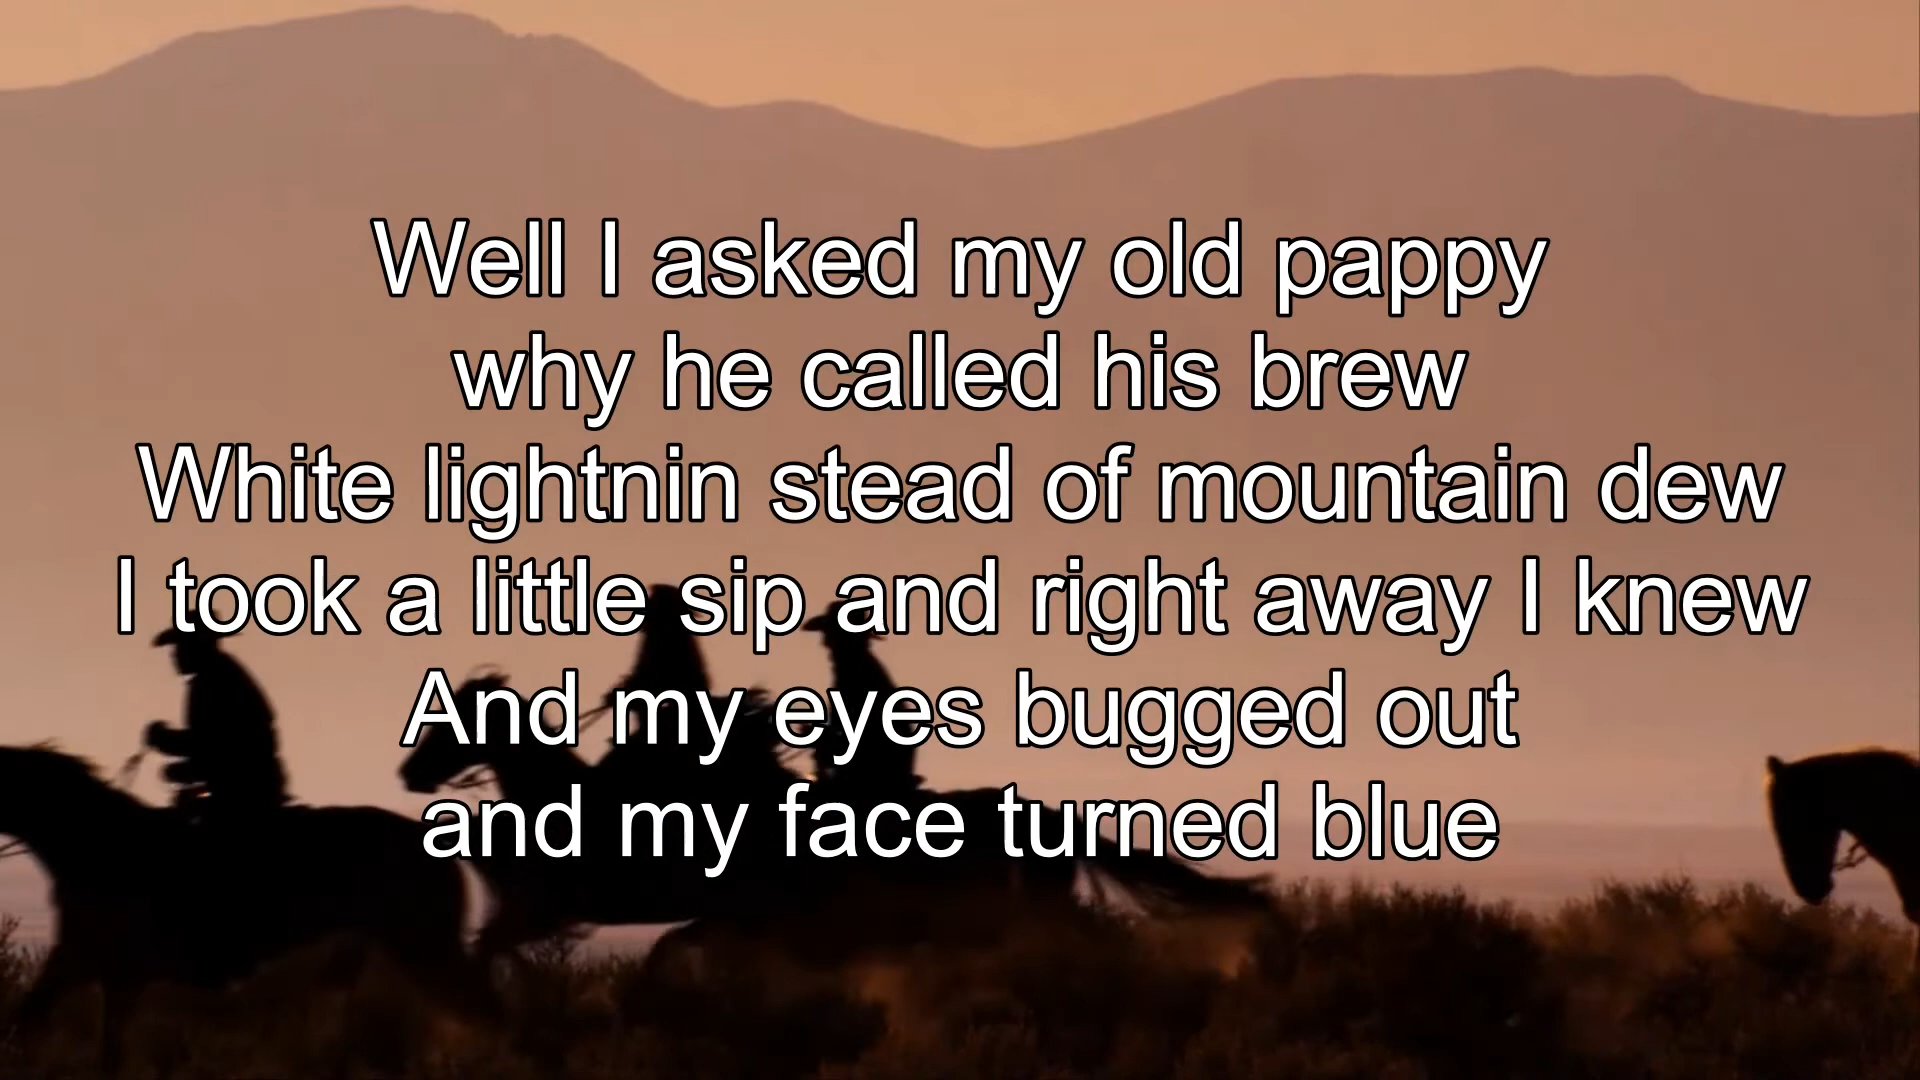 Well I asked my old pappy
why he called his brew
White lightnin stead of mountain dew
I took a little sip and right away I knew
And my eyes bugged out
and my face turned blue